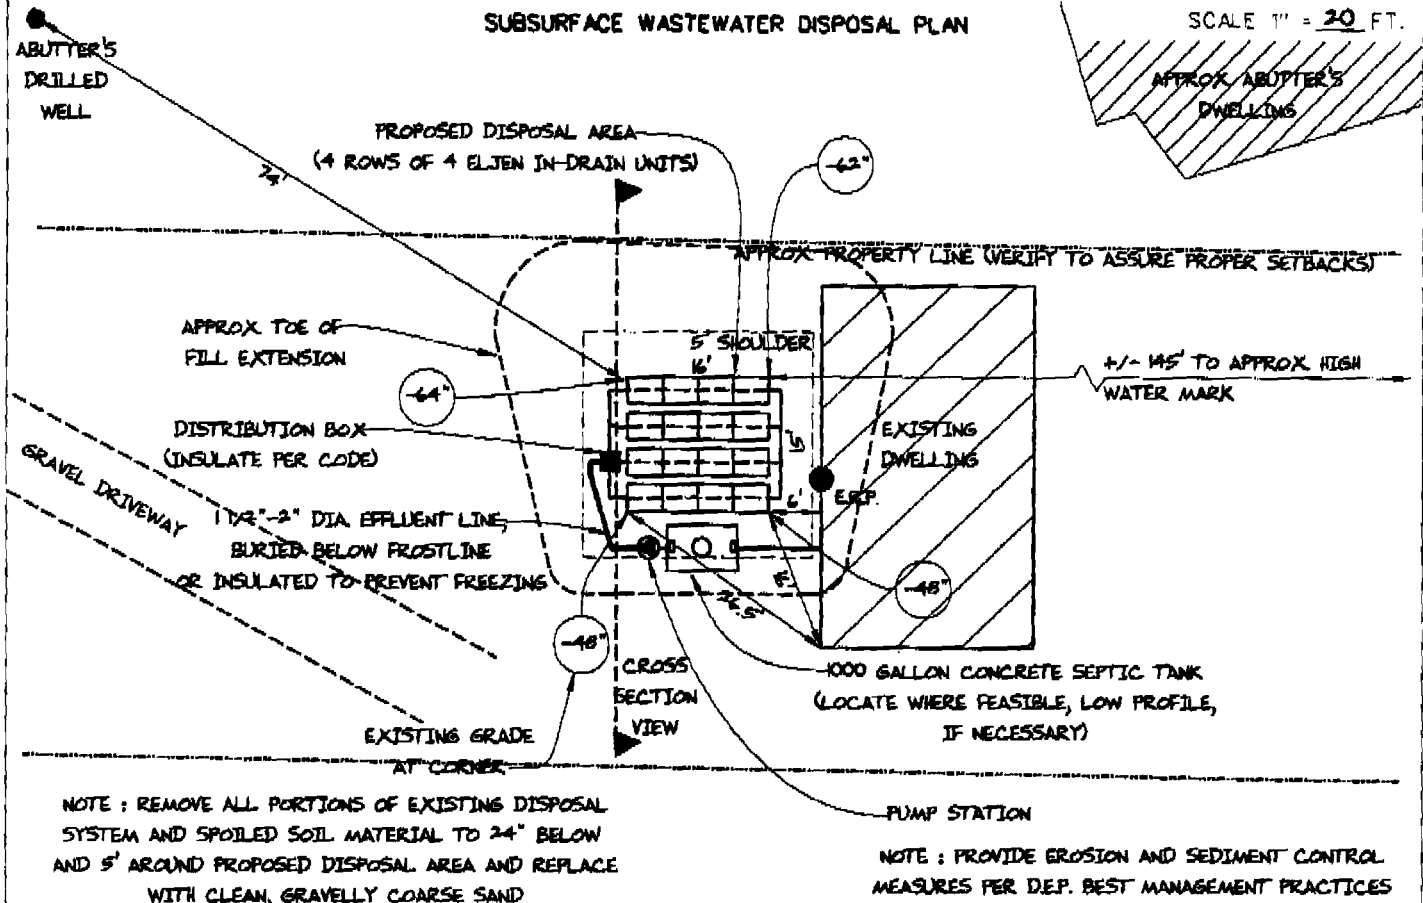 SUBSURFACE WASTEWATER DISPOSAL PLAN
SCALE 1" = 20 FT.
ABUTTER'S
DRILLED
WELL
APPROX ABUTTER'S
DWELLING
PROPOSED DISPOSAL AREA
(4 ROWS OF 4 ELJEN IN-DRAIN UNITS)
-62"
74'
APPROX PROPERTY LINE (VERIFY TO ASSURE PROPER SETBACKS)
APPROX TOE OF
FILL EXTENSION
5' SHOULDER
16'
+/- 145' TO APPROX HIGH
WATER MARK
-64"
DISTRIBUTION BOX
(INSULATE PER CODE)
15'
EXISTING
DWELLING
GRAVEL DRIVEWAY
6'
E.R.P.
1 1/2"-2" DIA. EFFLUENT LINE,
BURIED BELOW FROSTLINE
OR INSULATED TO PREVENT FREEZING
26.5'
-48"
-48"
CROSS
SECTION
VIEW
1000 GALLON CONCRETE SEPTIC TANK
(LOCATE WHERE FEASIBLE, LOW PROFILE,
IF NECESSARY)
EXISTING GRADE
AT CORNER
NOTE : REMOVE ALL PORTIONS OF EXISTING DISPOSAL
SYSTEM AND SPOILED SOIL MATERIAL TO 24" BELOW
AND 5' AROUND PROPOSED DISPOSAL AREA AND REPLACE
WITH CLEAN, GRAVELLY COARSE SAND
PUMP STATION
NOTE : PROVIDE EROSION AND SEDIMENT CONTROL
MEASURES PER D.E.P. BEST MANAGEMENT PRACTICES